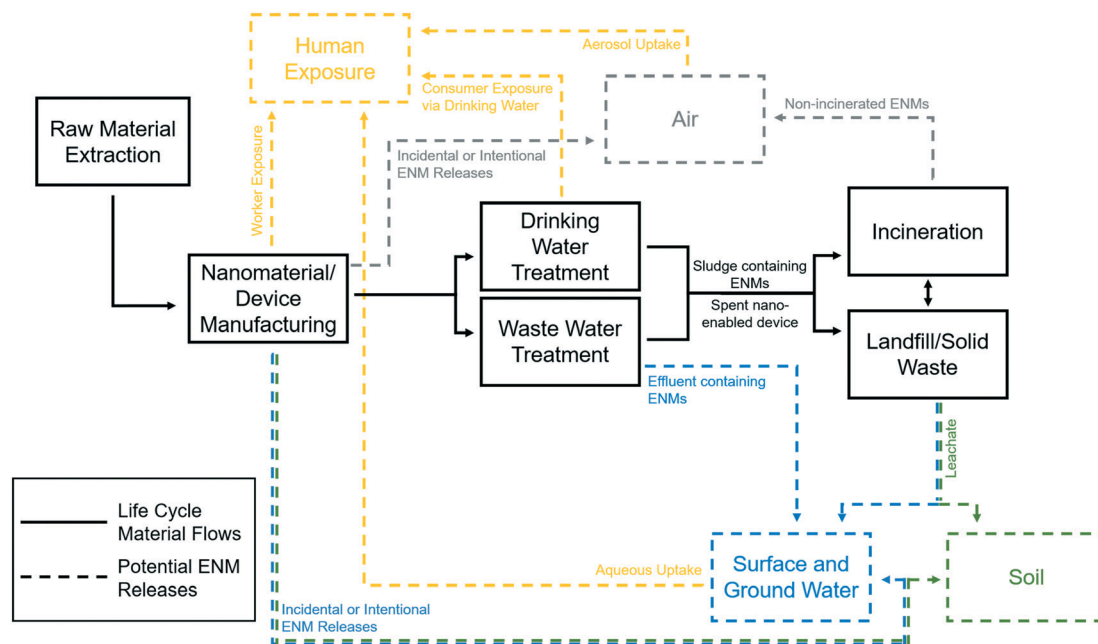 Human
Exposure
Aerosol Uptake
Consumer Exposure
via Drinking Water
Air
Non-incinerated ENMs
Raw Material
Extraction
Worker Exposure
Incidental or Intentional
ENM Releases
Nanomaterial/
Device
Manufacturing
Drinking
Water
Treatment
Waste Water
Treatment
Sludge containing
ENMs
Spent nano-
enabled device
Incineration
Landfill/Solid
Waste
Effluent containing
ENMs
Leachate
Life Cycle
Material Flows
Potential ENM
Releases
Aqueous Uptake
Surface and
Ground Water
Soil
Incidental or Intentional
ENM Releases